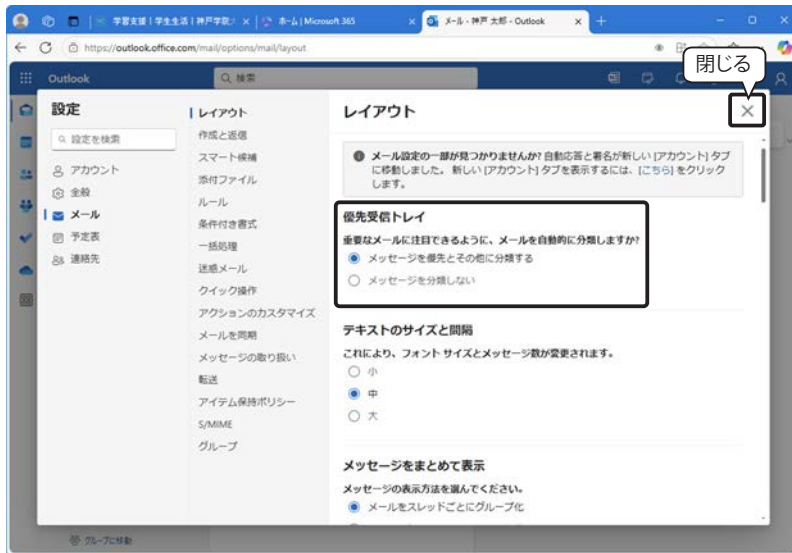 学習支援 | 学生生活 | 神戸学院
ホーム | Microsoft 365
メール - 神戸 太郎 - Outlook
https://outlook.office.com/mail/options/mail/layout
閉じる
Outlook
検索
設定
設定を検索
アカウント
全般
メール
予定表
連絡先
レイアウト
作成と返信
スマート候補
添付ファイル
ルール
条件付き書式
一括処理
迷惑メール
クイック操作
アクションのカスタマイズ
メールを同期
メッセージの取り扱い
転送
アイテム保持ポリシー
S/MIME
グループ
レイアウト
メール設定の一部が見つかりませんか? 自動応答と署名が新しい [アカウント] タブ
に移動しました。 新しい [アカウント] タブを表示するには、[こちら] をクリック
します。
優先受信トレイ
重要なメールに注目できるように、メールを自動的に分類しますか?
メッセージを優先とその他に分類する
メッセージを分類しない
テキストのサイズと間隔
これにより、フォント サイズとメッセージ数が変更されます。
小
中
大
メッセージをまとめて表示
メッセージの表示方法を選んでください。
メールをスレッドごとにグループ化
グループに移動